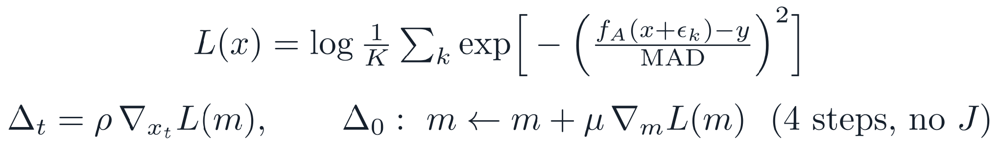 L(x) = log 1/K ∑_k exp[ − ( (f_A(x+ϵ_k)−y) / MAD )^2 ]
Δ_t = ρ ∇_{x_t} L(m),   Δ_0 : m ← m + μ ∇_m L(m) (4 steps, no J)